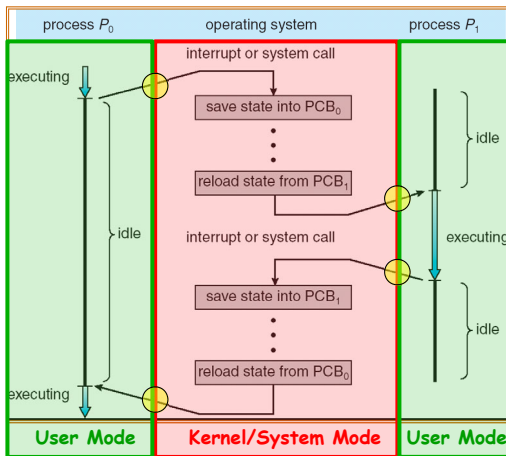 process P₀
operating system
process P₁
interrupt or system call
executing
save state into PCB₀
idle
reload state from PCB₁
idle
interrupt or system call
executing
save state into PCB₁
idle
reload state from PCB₀
executing
User Mode
Kernel/System Mode
User Mode